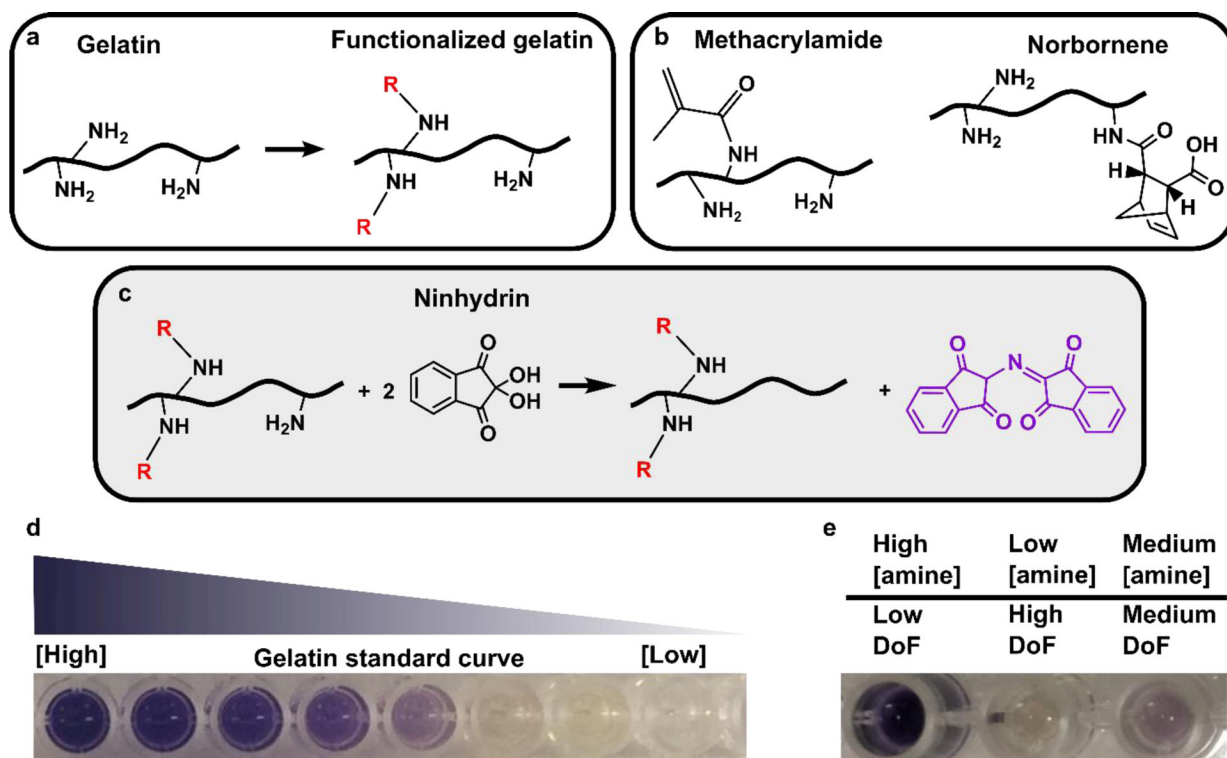 a
Gelatin
Functionalized gelatin
NH2
NH2
H2N
R
NH
NH
R
H2N
b
Methacrylamide
Norbornene
O
NH
NH2
H2N
NH2
NH2
HN
O
OH
O
H
H
c
Ninhydrin
R
NH
NH
R
H2N
+ 2
O
OH
OH
O
R
NH
NH
R
+
O
N
O
O
O
d
[High]
Gelatin standard curve
[Low]
e
High Low Medium
[amine] [amine] [amine]
Low High Medium
DoF DoF DoF